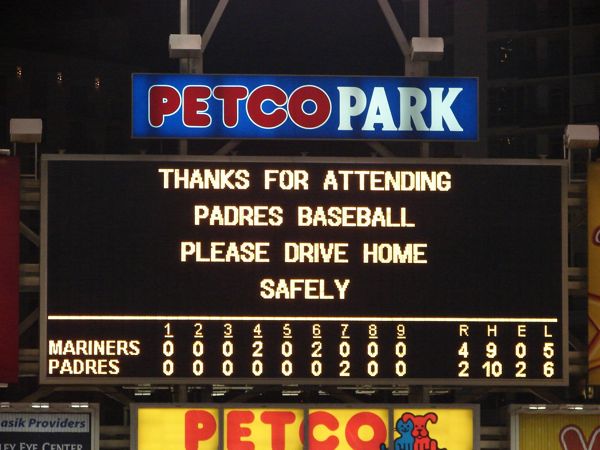 PETCO PARK
THANKS FOR ATTENDING
PADRES BASEBALL
PLEASE DRIVE HOME
SAFELY
1 2 3 4 5 6 7 8 9 R H E L
MARINERS 0 0 0 2 0 2 0 0 0 4 9 0 5
PADRES 0 0 0 0 0 0 2 0 0 2 10 2 6
asik Providers
LEY EYE CENTER
PETCO